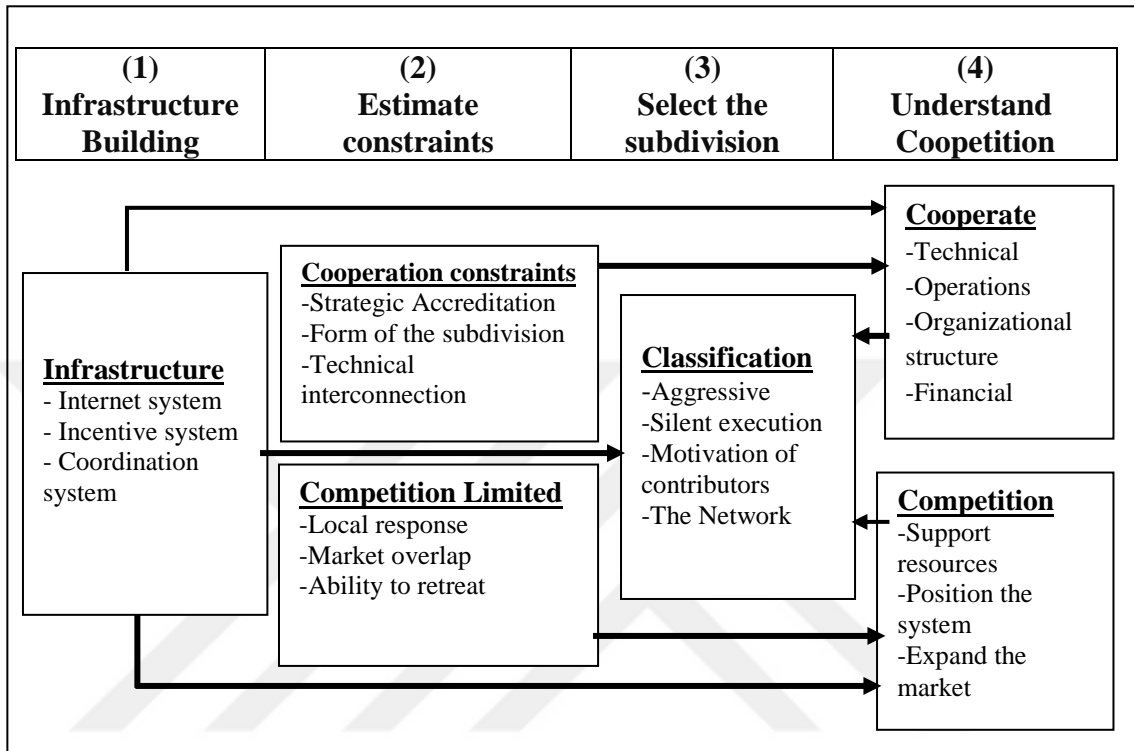 (1)
Infrastructure
Building
(2)
Estimate
constraints
(3)
Select the
subdivision
(4)
Understand
Coopetition
Infrastructure
- Internet system
- Incentive system
- Coordination
system
Cooperation constraints
-Strategic Accreditation
-Form of the subdivision
-Technical
interconnection
Competition Limited
-Local response
-Market overlap
-Ability to retreat
Classification
-Aggressive
-Silent execution
-Motivation of
contributors
-The Network
Cooperate
-Technical
-Operations
-Organizational
structure
-Financial
Competition
-Support
resources
-Position the
system
-Expand the
market